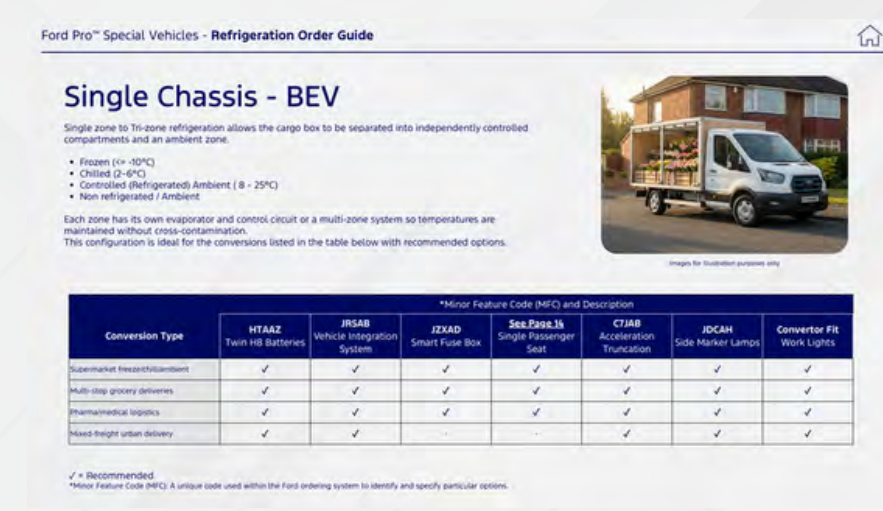 Ford Pro™ Special Vehicles - Refrigeration Order Guide
Single Chassis - BEV
Single zone to Tri-zone refrigeration allows the cargo box to be separated into independently controlled
compartments and an ambient zone.
• Frozen (<= -10°C)
• Chilled (2-6°C)
• Controlled (Refrigerated) Ambient ( 8 - 25°C)
• Non refrigerated / Ambient
Each zone has its own evaporator and control circuit or a multi-zone system so temperatures are
maintained without cross-contamination.
This configuration is ideal for the conversions listed in the table below with recommended options.
Images for illustration purposes only
*Minor Feature Code (MFC) and Description
Conversion Type
HTAAZ
Twin H8 Batteries
JRSAB
Vehicle Integration
System
JZXAD
Smart Fuse Box
See Page 14
Single Passenger
Seat
C7JAB
Acceleration
Truncation
JDCAH
Side Marker Lamps
Convertor Fit
Work Lights
Supermarket freeze/chill/ambient ✓ ✓ ✓ ✓ ✓ ✓ ✓
Multi-stop grocery deliveries ✓ ✓ ✓ ✓ ✓ ✓ ✓
Pharma/medical logistics ✓ ✓ ✓ ✓ ✓ ✓ ✓
Mixed-freight urban delivery ✓ ✓ - - ✓ ✓ ✓
✓ = Recommended
*Minor Feature Code (MFC): A unique code used within the Ford ordering system to identify and specify particular options.